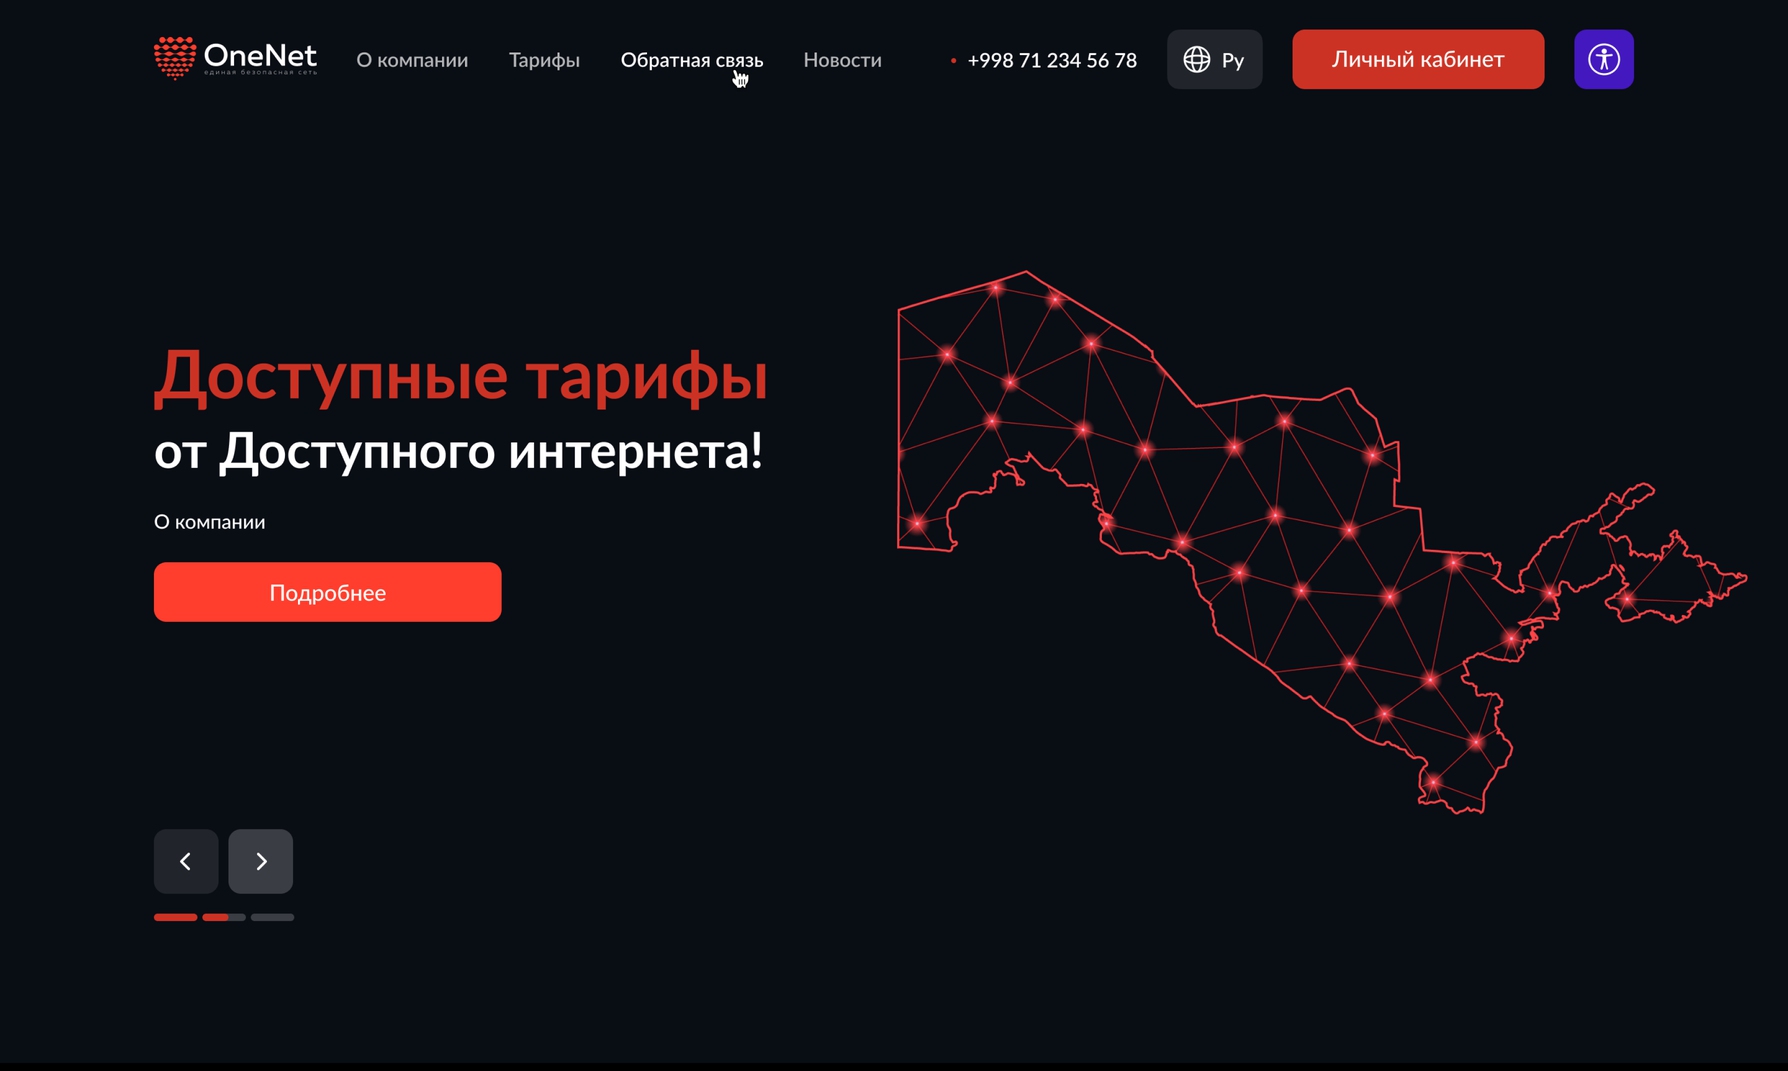 OneNet
единая безопасная сеть
О компании
Тарифы
Обратная связь
Новости
+998 71 234 56 78
Ру
Личный кабинет
Доступные тарифы
от Доступного интернета!
О компании
Подробнее